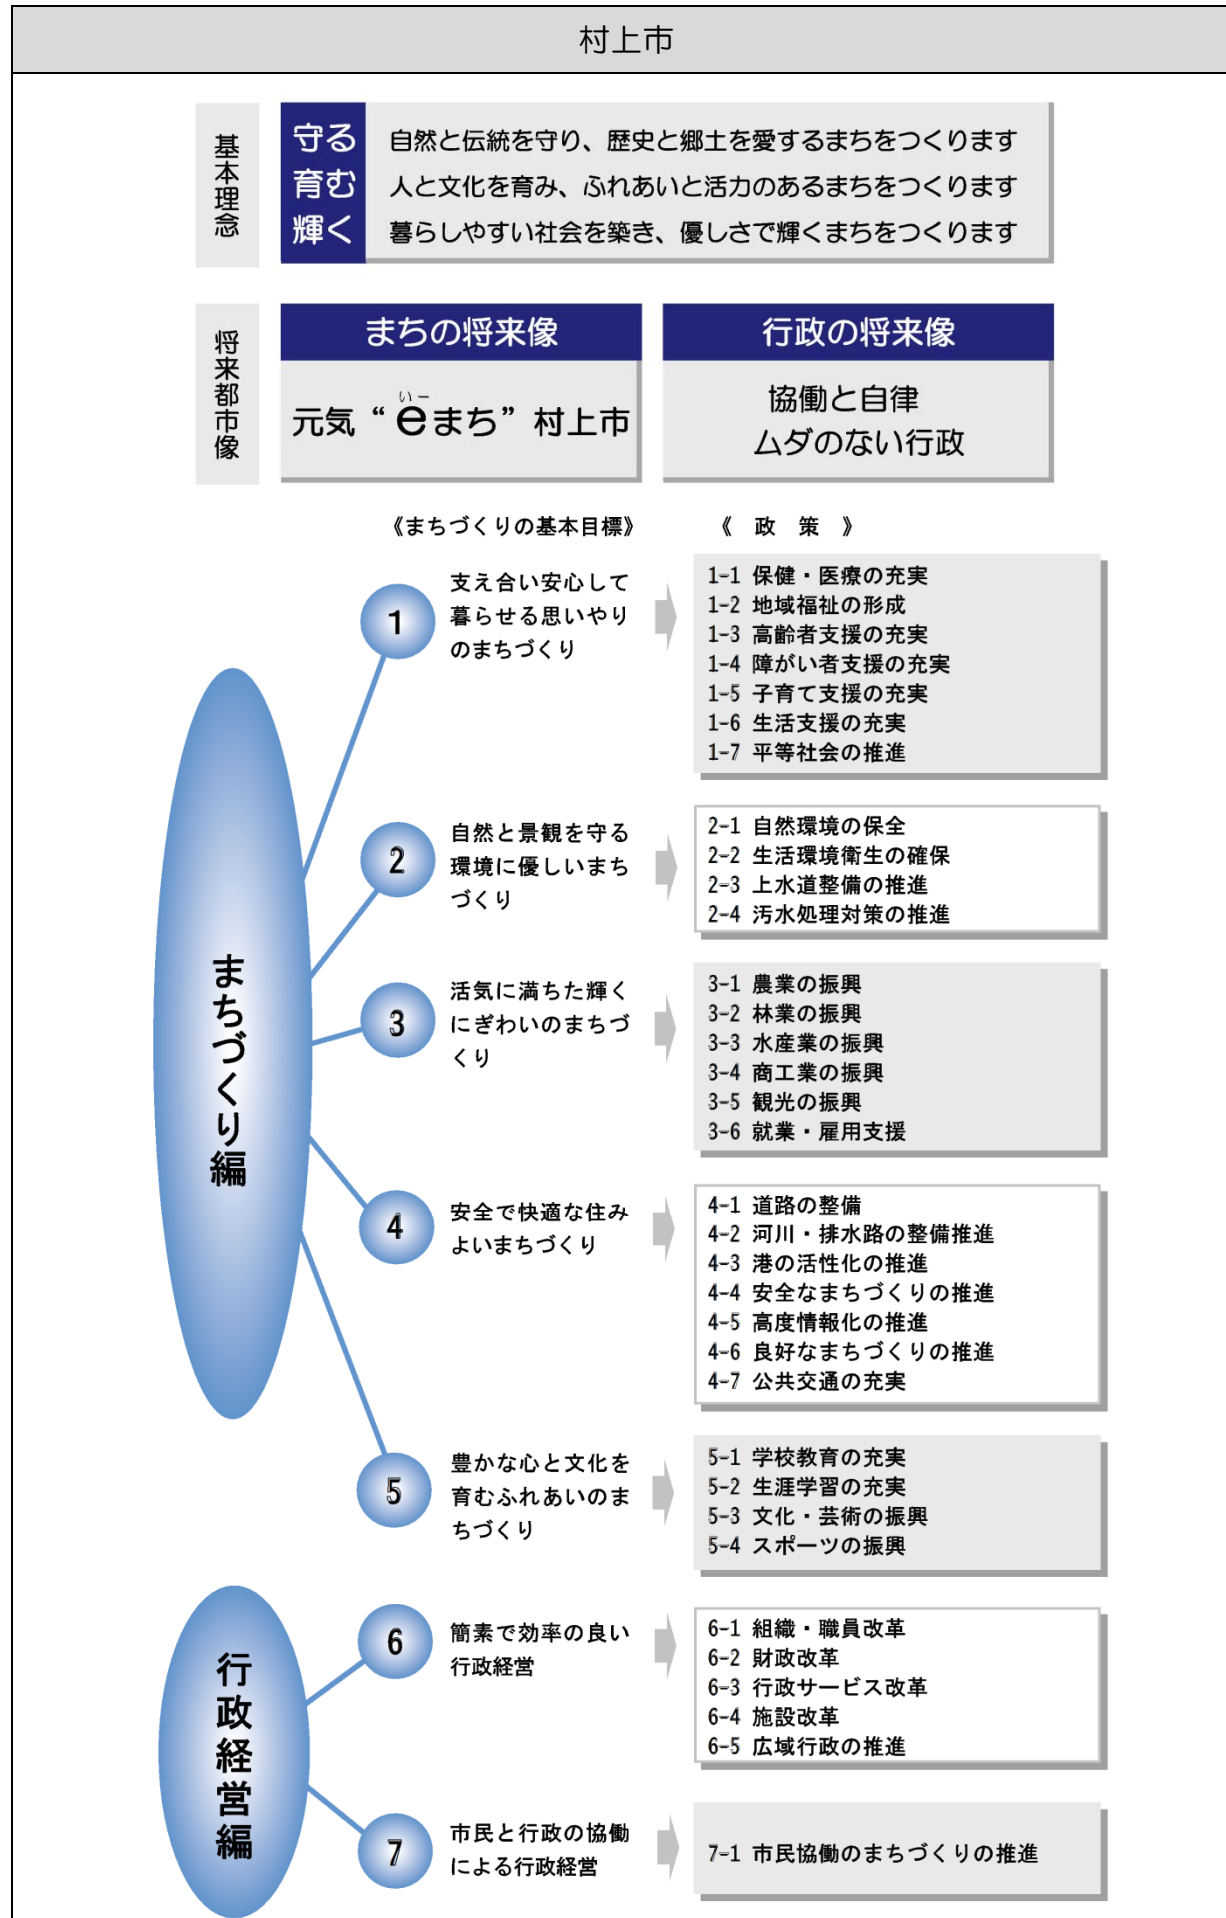 村上市
基本理念
守る
自然と伝統を守り、歴史と郷土を愛するまちをつくります
育む
人と文化を育み、ふれあいと活力のあるまちをつくります
輝く
暮らしやすい社会を築き、優しさで輝くまちをつくります
将来都市像
まちの将来像
いー
元気“eまち”村上市
行政の将来像
協働と自律
ムダのない行政
《まちづくりの基本目標》
《 政 策 》
まちづくり編
1
支え合い安心して
暮らせる思いやり
のまちづくり
1-1 保健・医療の充実
1-2 地域福祉の形成
1-3 高齢者支援の充実
1-4 障がい者支援の充実
1-5 子育て支援の充実
1-6 生活支援の充実
1-7 平等社会の推進
2
自然と景観を守る
環境に優しいまち
づくり
2-1 自然環境の保全
2-2 生活環境衛生の確保
2-3 上水道整備の推進
2-4 汚水処理対策の推進
3
活気に満ちた輝く
にぎわいのまちづ
くり
3-1 農業の振興
3-2 林業の振興
3-3 水産業の振興
3-4 商工業の振興
3-5 観光の振興
3-6 就業・雇用支援
4
安全で快適な住み
よいまちづくり
4-1 道路の整備
4-2 河川・排水路の整備推進
4-3 港の活性化の推進
4-4 安全なまちづくりの推進
4-5 高度情報化の推進
4-6 良好なまちづくりの推進
4-7 公共交通の充実
5
豊かな心と文化を
育むふれあいのま
ちづくり
5-1 学校教育の充実
5-2 生涯学習の充実
5-3 文化・芸術の振興
5-4 スポーツの振興
行政経営編
6
簡素で効率の良い
行政経営
6-1 組織・職員改革
6-2 財政改革
6-3 行政サービス改革
6-4 施設改革
6-5 広域行政の推進
7
市民と行政の協働
による行政経営
7-1 市民協働のまちづくりの推進